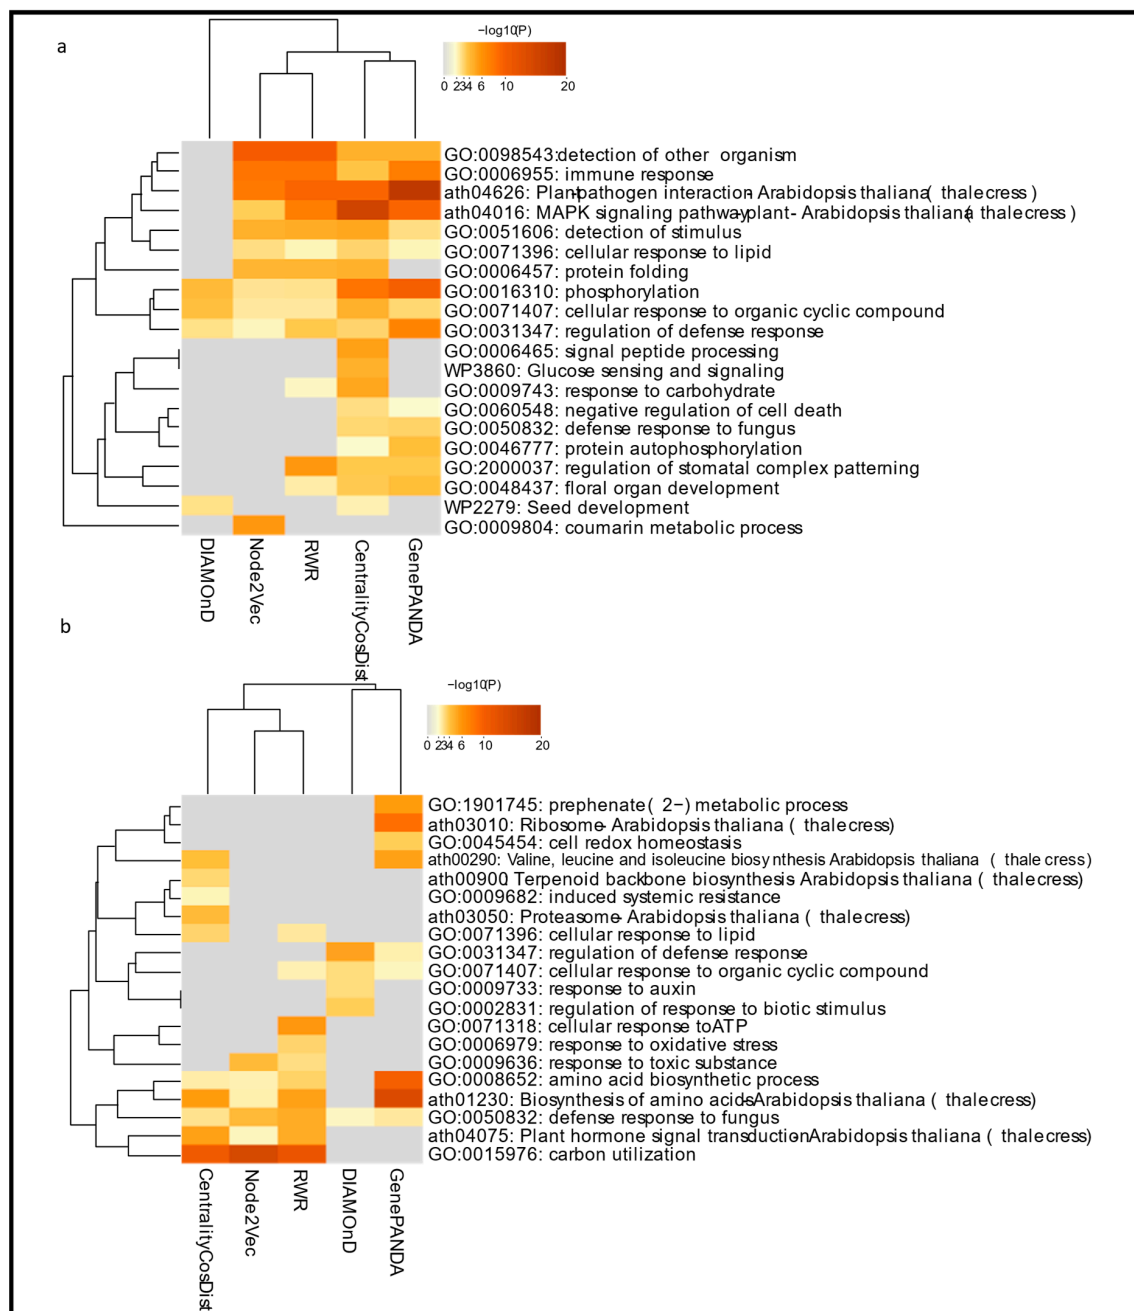 a
−log10(P)
0 2 3 4 6 10 20
GO:0098543:detection of other organism
GO:0006955: immune response
ath04626: Plant-pathogen interaction- Arabidopsis thaliana( thale cress )
ath04016: MAPK signaling pathway-plant- Arabidopsis thaliana( thale cress )
GO:0051606: detection of stimulus
GO:0071396: cellular response to lipid
GO:0006457: protein folding
GO:0016310: phosphorylation
GO:0071407: cellular response to organic cyclic compound
GO:0031347: regulation of defense response
GO:0006465: signal peptide processing
WP3860: Glucose sensing and signaling
GO:0009743: response to carbohydrate
GO:0060548: negative regulation of cell death
GO:0050832: defense response to fungus
GO:0046777: protein autophosphorylation
GO:2000037: regulation of stomatal complex patterning
GO:0048437: floral organ development
WP2279: Seed development
GO:0009804: coumarin metabolic process
DIAMOnD
Node2Vec
RWR
CentralityCosDist
GenePANDA
b
−log10(P)
0 2 3 4 6 10 20
GO:1901745: prephenate ( 2−) metabolic process
ath03010: Ribosome- Arabidopsis thaliana ( thale cress)
GO:0045454: cell redox homeostasis
ath00290: Valine, leucine and isoleucine biosynthesis Arabidopsis thaliana ( thale cress)
ath00900: Terpenoid backbone biosynthesis- Arabidopsis thaliana ( thale cress)
GO:0009682: induced systemic resistance
ath03050: Proteasome- Arabidopsis thaliana ( thale cress)
GO:0071396: cellular response to lipid
GO:0031347: regulation of defense response
GO:0071407: cellular response to organic cyclic compound
GO:0009733: response to auxin
GO:0002831: regulation of response to biotic stimulus
GO:0071318: cellular response toATP
GO:0006979: response to oxidative stress
GO:0009636: response to toxic substance
GO:0008652: amino acid biosynthetic process
ath01230: Biosynthesis of amino acids-Arabidopsis thaliana ( thale cress)
GO:0050832: defense response to fungus
ath04075: Plant hormone signal transduction-Arabidopsis thaliana ( thale cress)
GO:0015976: carbon utilization
CentralityCosDist
Node2Vec
RWR
DIAMOnD
GenePANDA